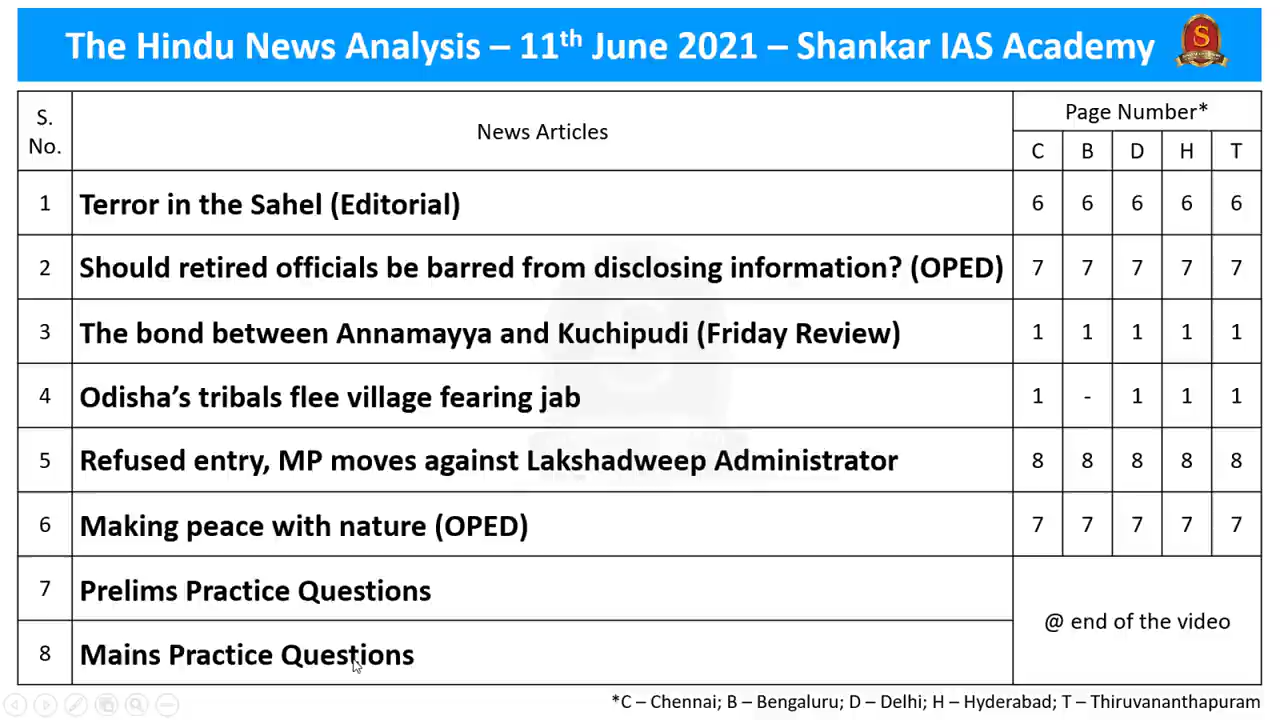 The Hindu News Analysis – 11th June 2021 – Shankar IAS Academy
S
S. No.
News Articles
Page Number*
C B D H T
1 Terror in the Sahel (Editorial) 6 6 6 6 6
2 Should retired officials be barred from disclosing information? (OPED) 7 7 7 7 7
3 The bond between Annamayya and Kuchipudi (Friday Review) 1 1 1 1 1
4 Odisha’s tribals flee village fearing jab 1 - 1 1 1
5 Refused entry, MP moves against Lakshadweep Administrator 8 8 8 8 8
6 Making peace with nature (OPED) 7 7 7 7 7
7 Prelims Practice Questions
@ end of the video
8 Mains Practice Questions
*C – Chennai; B – Bengaluru; D – Delhi; H – Hyderabad; T – Thiruvananthapuram